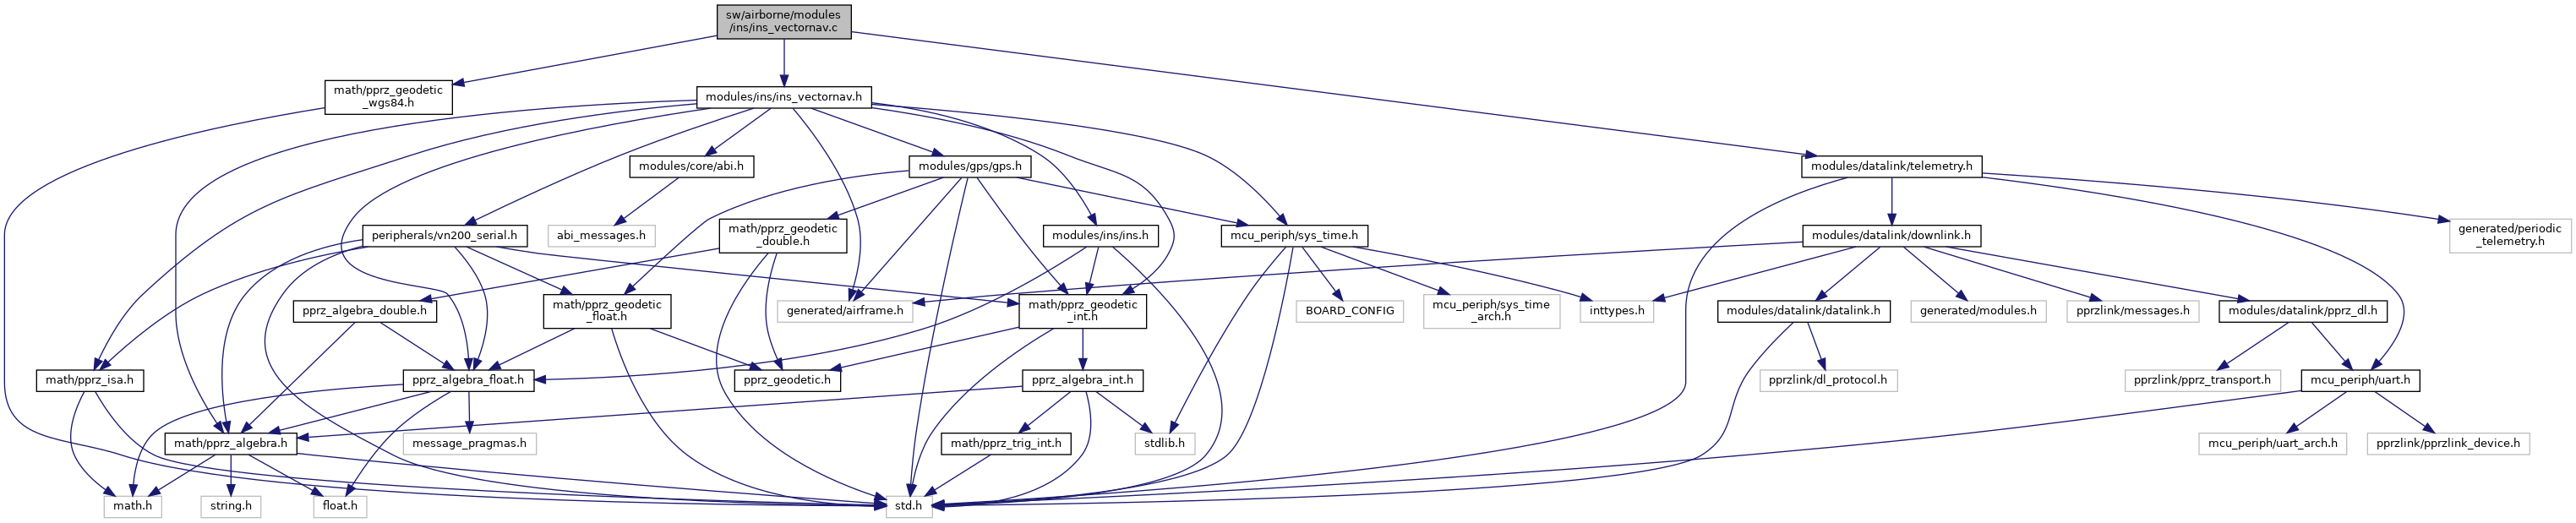 sw/airborne/modules
/ins/ins_vectornav.c
math/pprz_geodetic
_wgs84.h
modules/ins/ins_vectornav.h
modules/core/abi.h
modules/gps/gps.h
modules/datalink/telemetry.h
peripherals/vn200_serial.h
abi_messages.h
math/pprz_geodetic
_double.h
modules/ins/ins.h
mcu_periph/sys_time.h
modules/datalink/downlink.h
generated/periodic
_telemetry.h
pprz_algebra_double.h
math/pprz_geodetic
_float.h
generated/airframe.h
math/pprz_geodetic
_int.h
BOARD_CONFIG
mcu_periph/sys_time
_arch.h
inttypes.h
modules/datalink/datalink.h
generated/modules.h
pprzlink/messages.h
modules/datalink/pprz_dl.h
math/pprz_isa.h
pprz_algebra_float.h
pprz_geodetic.h
pprz_algebra_int.h
pprzlink/dl_protocol.h
pprzlink/pprz_transport.h
mcu_periph/uart.h
math/pprz_algebra.h
message_pragmas.h
math/pprz_trig_int.h
stdlib.h
mcu_periph/uart_arch.h
pprzlink/pprzlink_device.h
math.h
string.h
float.h
std.h